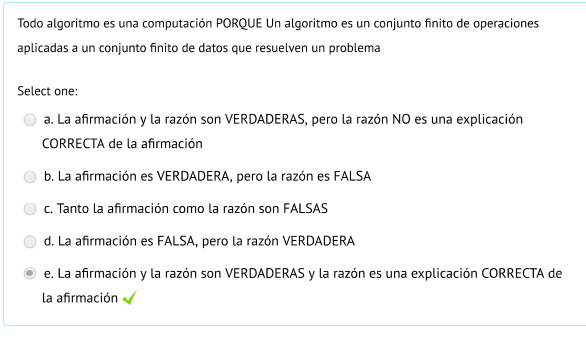 Todo algoritmo es una computación PORQUE Un algoritmo es un conjunto finito de operaciones
aplicadas a un conjunto finito de datos que resuelven un problema
Select one:
a. La afirmación y la razón son VERDADERAS, pero la razón NO es una explicación
CORRECTA de la afirmación
b. La afirmación es VERDADERA, pero la razón es FALSA
c. Tanto la afirmación como la razón son FALSAS
d. La afirmación es FALSA, pero la razón VERDADERA
e. La afirmación y la razón son VERDADERAS y la razón es una explicación CORRECTA de
la afirmación